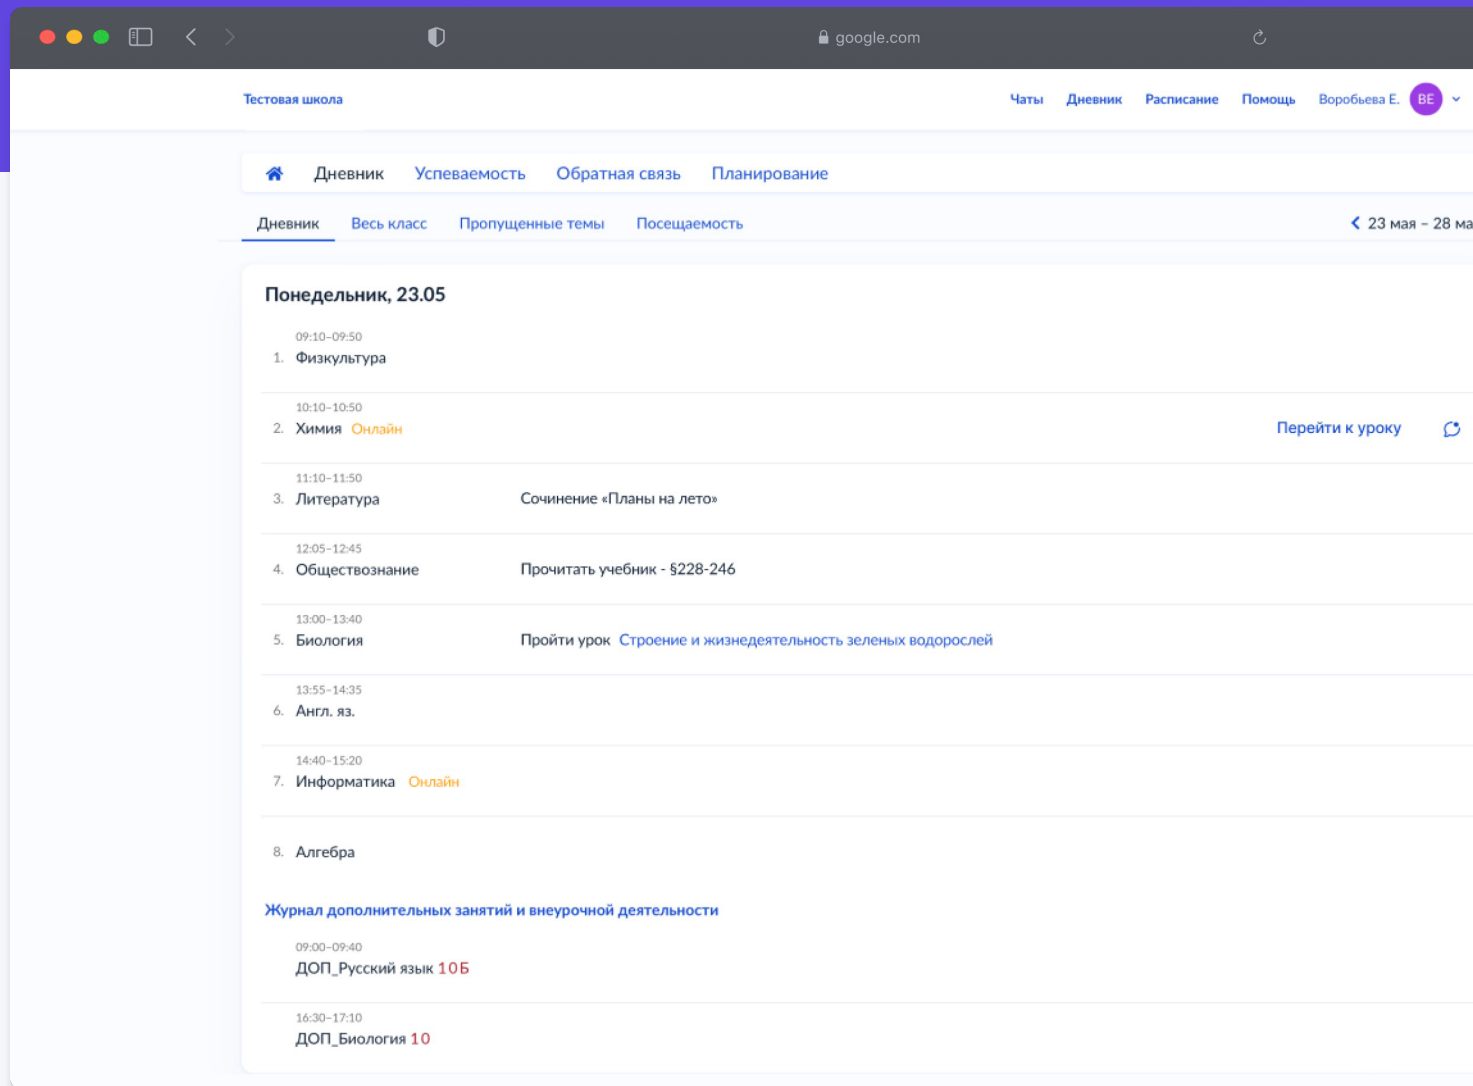 google.com
Тестовая школа
Чаты Дневник Расписание Помощь Воробьева Е. ВЕ
Дневник Успеваемость Обратная связь Планирование
Дневник Весь класс Пропущенные темы Посещаемость 23 мая – 28 ма
Понедельник, 23.05
09:10–09:50
1. Физкультура
10:10–10:50
2. Химия Онлайн Перейти к уроку
11:10–11:50
3. Литература Сочинение «Планы на лето»
12:05–12:45
4. Обществознание Прочитать учебник - §228-246
13:00–13:40
5. Биология Пройти урок Строение и жизнедеятельность зеленых водорослей
13:55–14:35
6. Англ. яз.
14:40–15:20
7. Информатика Онлайн
8. Алгебра
Журнал дополнительных занятий и внеурочной деятельности
09:00–09:40
ДОП_Русский язык 10Б
16:30–17:10
ДОП_Биология 10